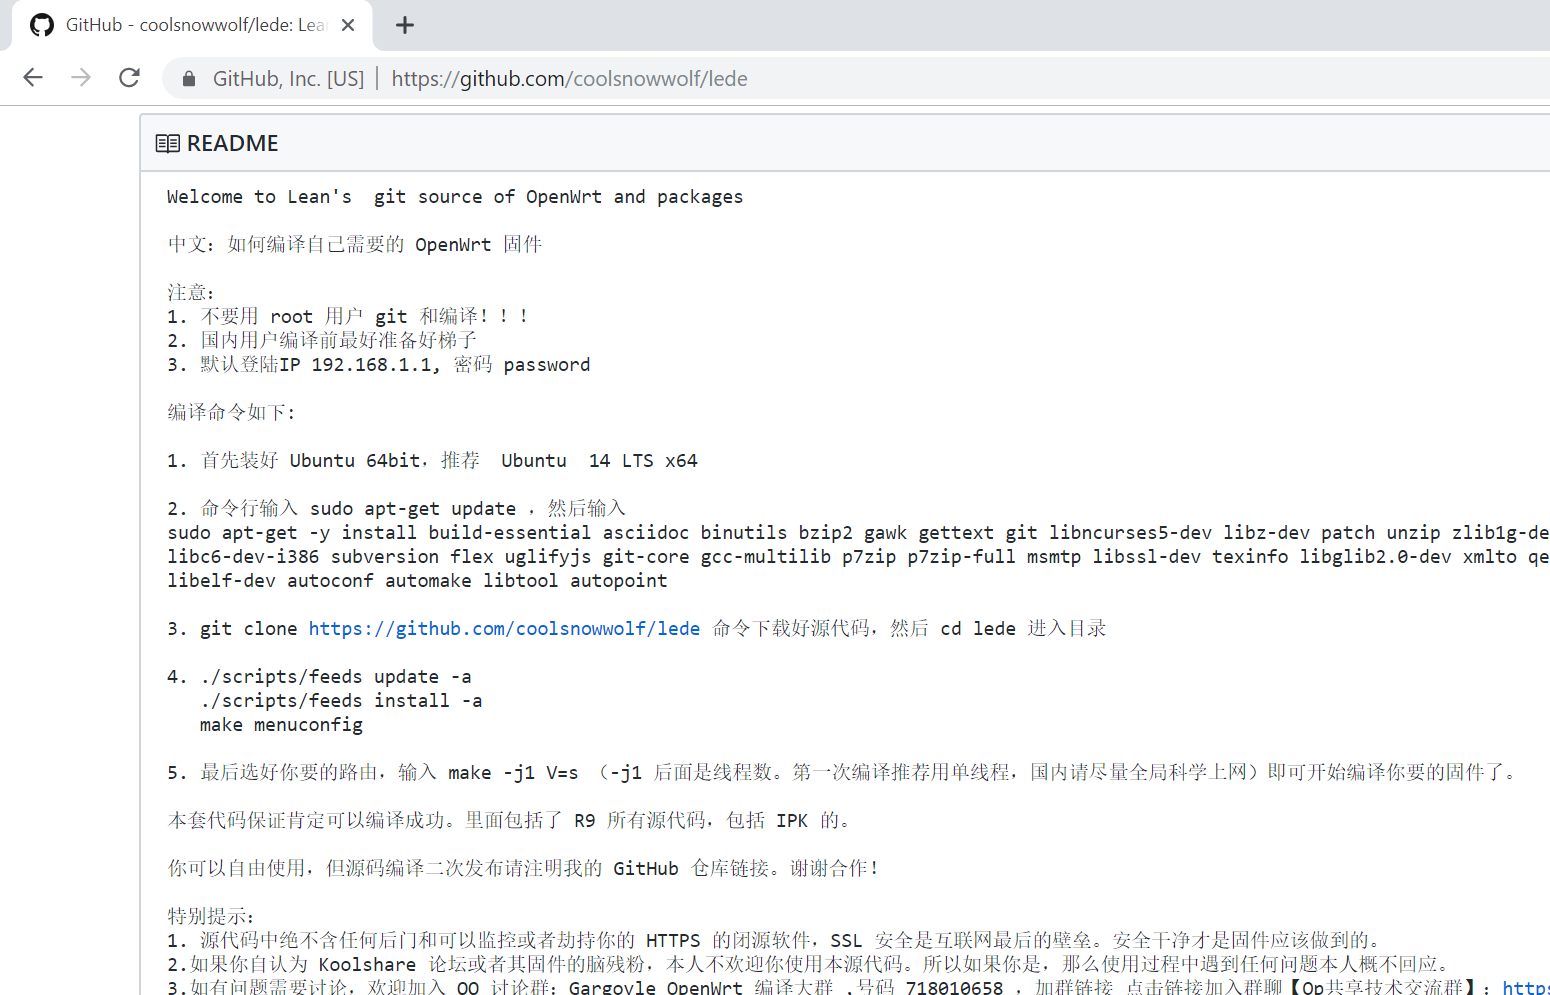 GitHub - coolsnowwolf/lede: Lea
GitHub, Inc. [US] | https://github.com/coolsnowwolf/lede
README
Welcome to Lean's  git source of OpenWrt and packages
中文：如何编译自己需要的 OpenWrt 固件
注意：
1. 不要用 root 用户 git 和编译！！！
2. 国内用户编译前最好准备好梯子
3. 默认登陆IP 192.168.1.1, 密码 password
编译命令如下:
1. 首先装好 Ubuntu 64bit，推荐  Ubuntu  14 LTS x64
2. 命令行输入 sudo apt-get update ，然后输入
sudo apt-get -y install build-essential asciidoc binutils bzip2 gawk gettext git libncurses5-dev libz-dev patch unzip zlib1g-de
libc6-dev-i386 subversion flex uglifyjs git-core gcc-multilib p7zip p7zip-full msmtp libssl-dev texinfo libglib2.0-dev xmlto qe
libelf-dev autoconf automake libtool autopoint
3. git clone https://github.com/coolsnowwolf/lede 命令下载好源代码，然后 cd lede 进入目录
4. ./scripts/feeds update -a
./scripts/feeds install -a
make menuconfig
5. 最后选好你要的路由，输入 make -j1 V=s （-j1 后面是线程数。第一次编译推荐用单线程，国内请尽量全局科学上网）即可开始编译你要的固件了。
本套代码保证肯定可以编译成功。里面包括了 R9 所有源代码，包括 IPK 的。
你可以自由使用，但源码编译二次发布请注明我的 GitHub 仓库链接。谢谢合作！
特别提示:
1. 源代码中绝不含任何后门和可以监控或者劫持你的 HTTPS 的闭源软件，SSL 安全是互联网最后的壁垒。安全干净才是固件应该做到的。
2.如果你自认为 Koolshare 论坛或者其固件的脑残粉，本人不欢迎你使用本源代码。所以如果你是，那么使用过程中遇到任何问题本人概不回应。
3.如有问题需要讨论，欢迎加入 QQ 讨论群：Gargoyle OpenWrt 编译大群 ,号码 718010658 ，加群链接 点击链接加入群聊【Op共享技术交流群】：https